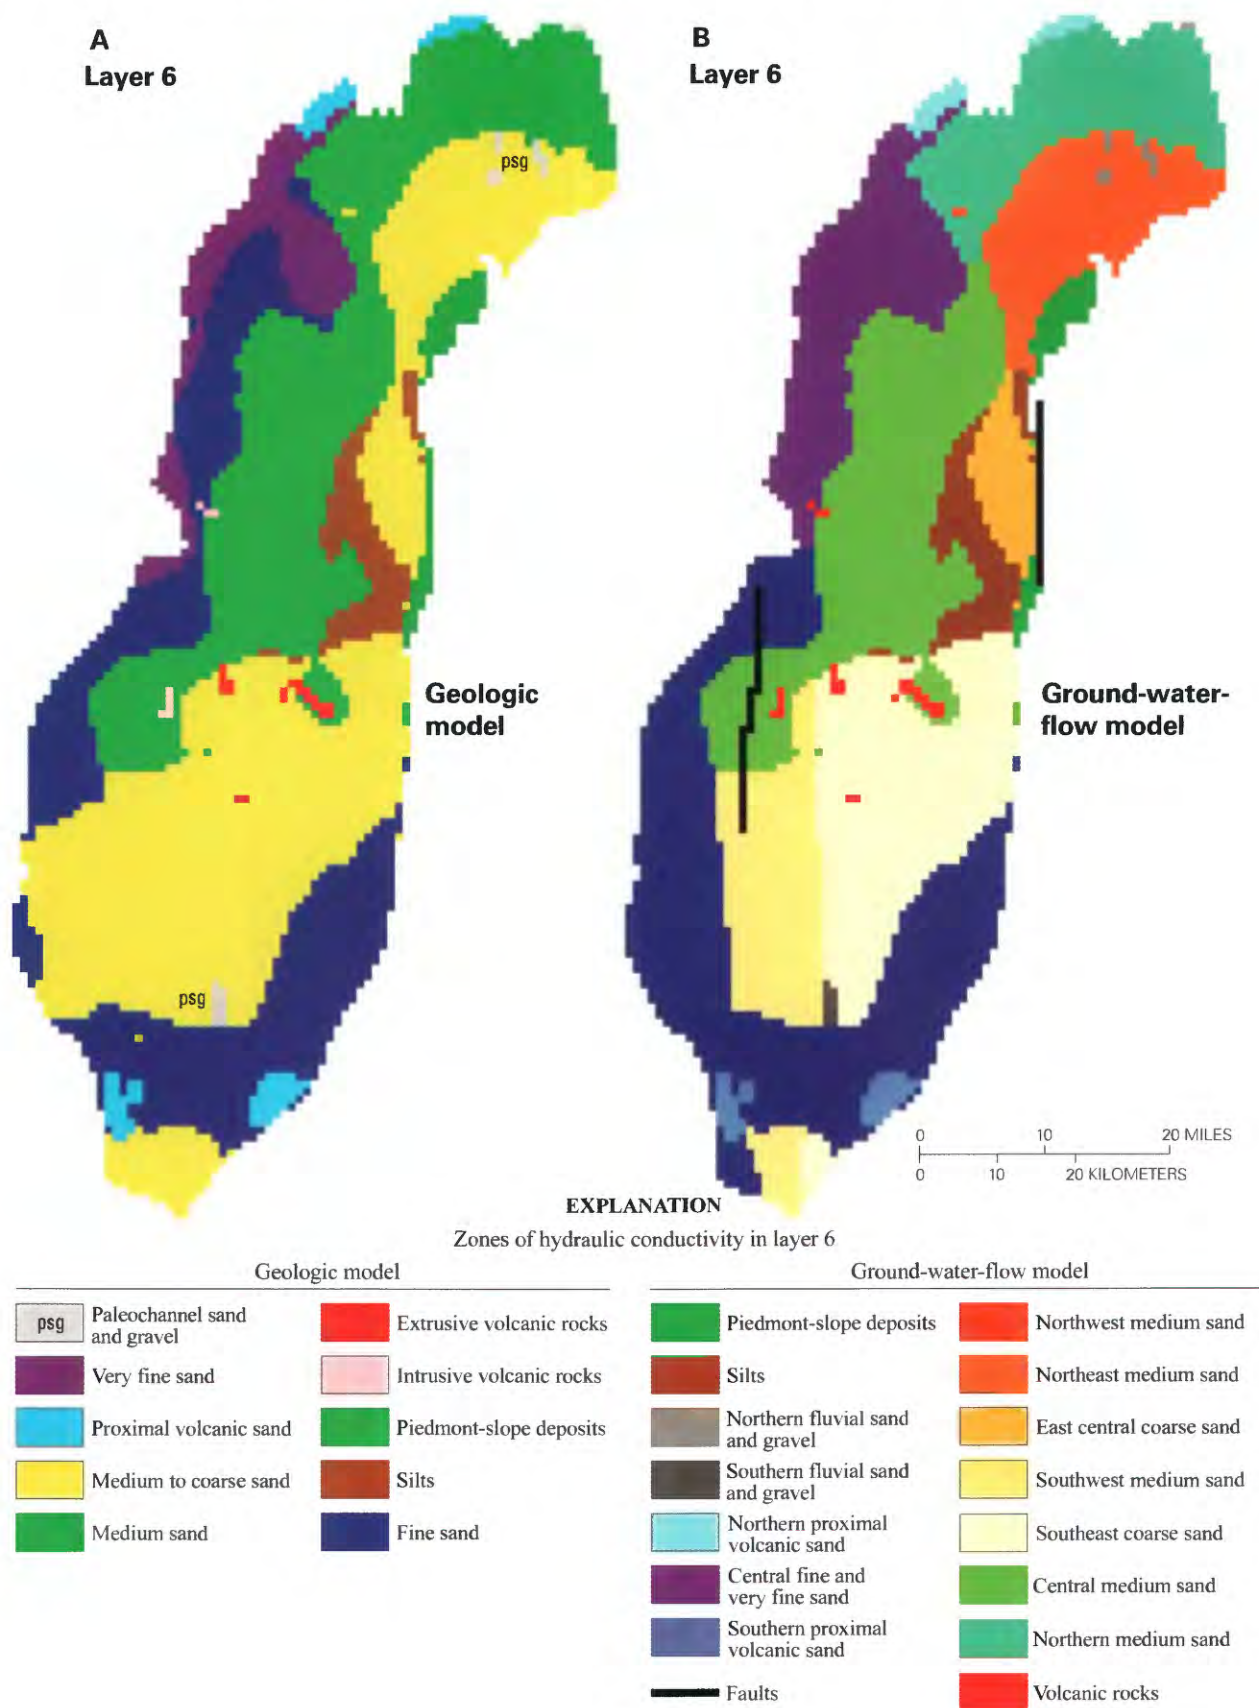 A
Layer 6
B
Layer 6
psg
Geologic
model
Ground-water-
flow model
psg
0 10 20 MILES
0 10 20 KILOMETERS
EXPLANATION
Zones of hydraulic conductivity in layer 6
Geologic model
psg Paleochannel sand
and gravel
Very fine sand
Proximal volcanic sand
Medium to coarse sand
Medium sand
Extrusive volcanic rocks
Intrusive volcanic rocks
Piedmont-slope deposits
Silts
Fine sand
Ground-water-flow model
Piedmont-slope deposits
Silts
Northern fluvial sand
and gravel
Southern fluvial sand
and gravel
Northern proximal
volcanic sand
Central fine and
very fine sand
Southern proximal
volcanic sand
Faults
Northwest medium sand
Northeast medium sand
East central coarse sand
Southwest medium sand
Southeast coarse sand
Central medium sand
Northern medium sand
Volcanic rocks